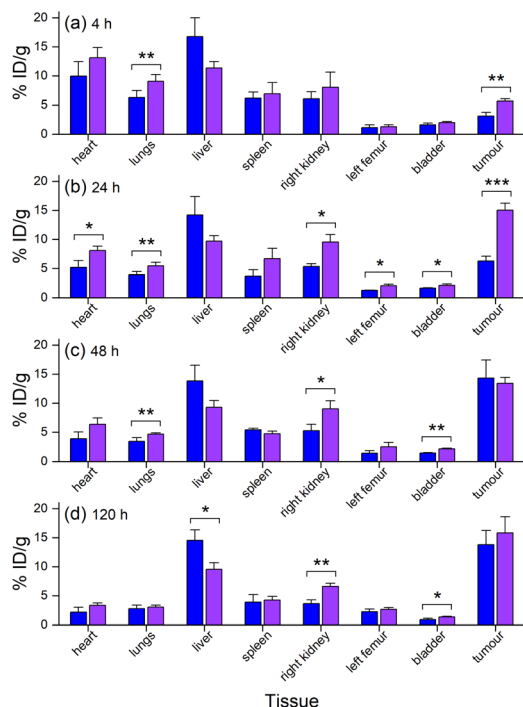 (a) 4 h
% ID/g
20
15
10
5
0
**
**
heart lungs liver spleen right kidney left femur bladder tumour
(b) 24 h
% ID/g
20
15
10
5
0
* ** * * * ***
heart lungs liver spleen right kidney left femur bladder tumour
(c) 48 h
% ID/g
20
15
10
5
0
** * **
heart lungs liver spleen right kidney left femur bladder tumour
(d) 120 h
% ID/g
20
15
10
5
0
* ** *
heart lungs liver spleen right kidney left femur bladder tumour
Tissue